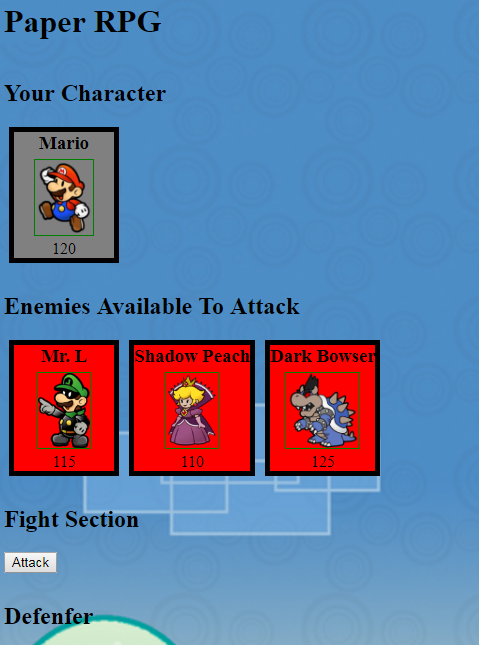 Paper RPG
Your Character
Mario
120
Enemies Available To Attack
Mr. L
Shadow Peach
Dark Bowser
115
110
125
Fight Section
Attack
Defenfer